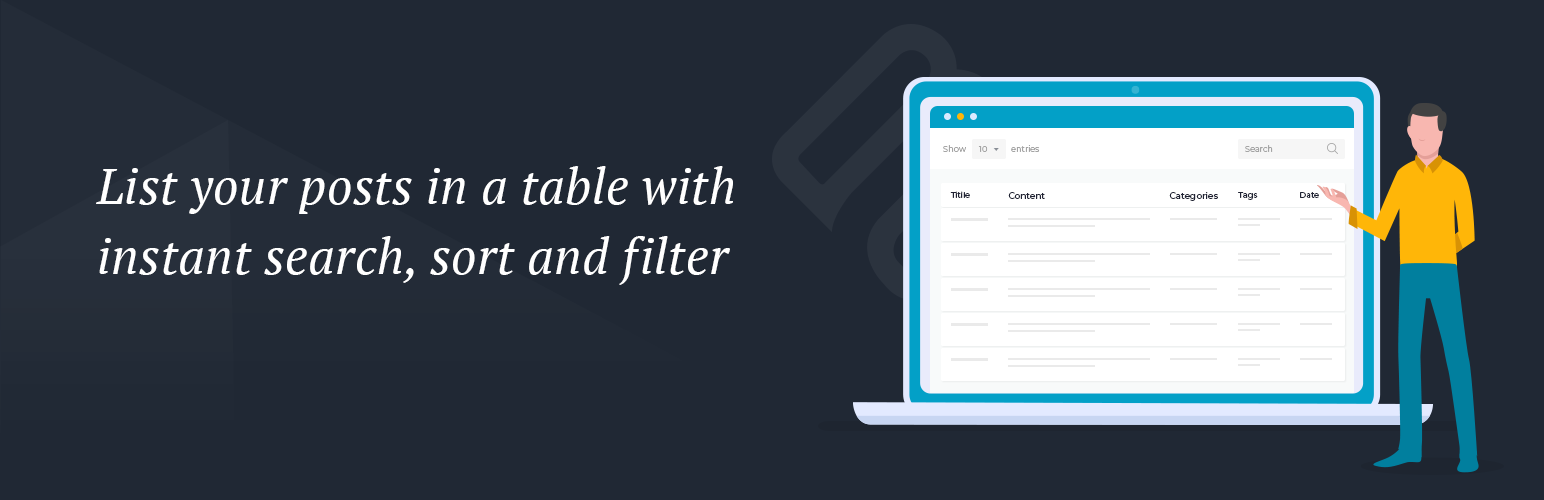 List your posts in a table with
instant search, sort and filter
Show 10 entries Search
Titile Content Categories Tags Date